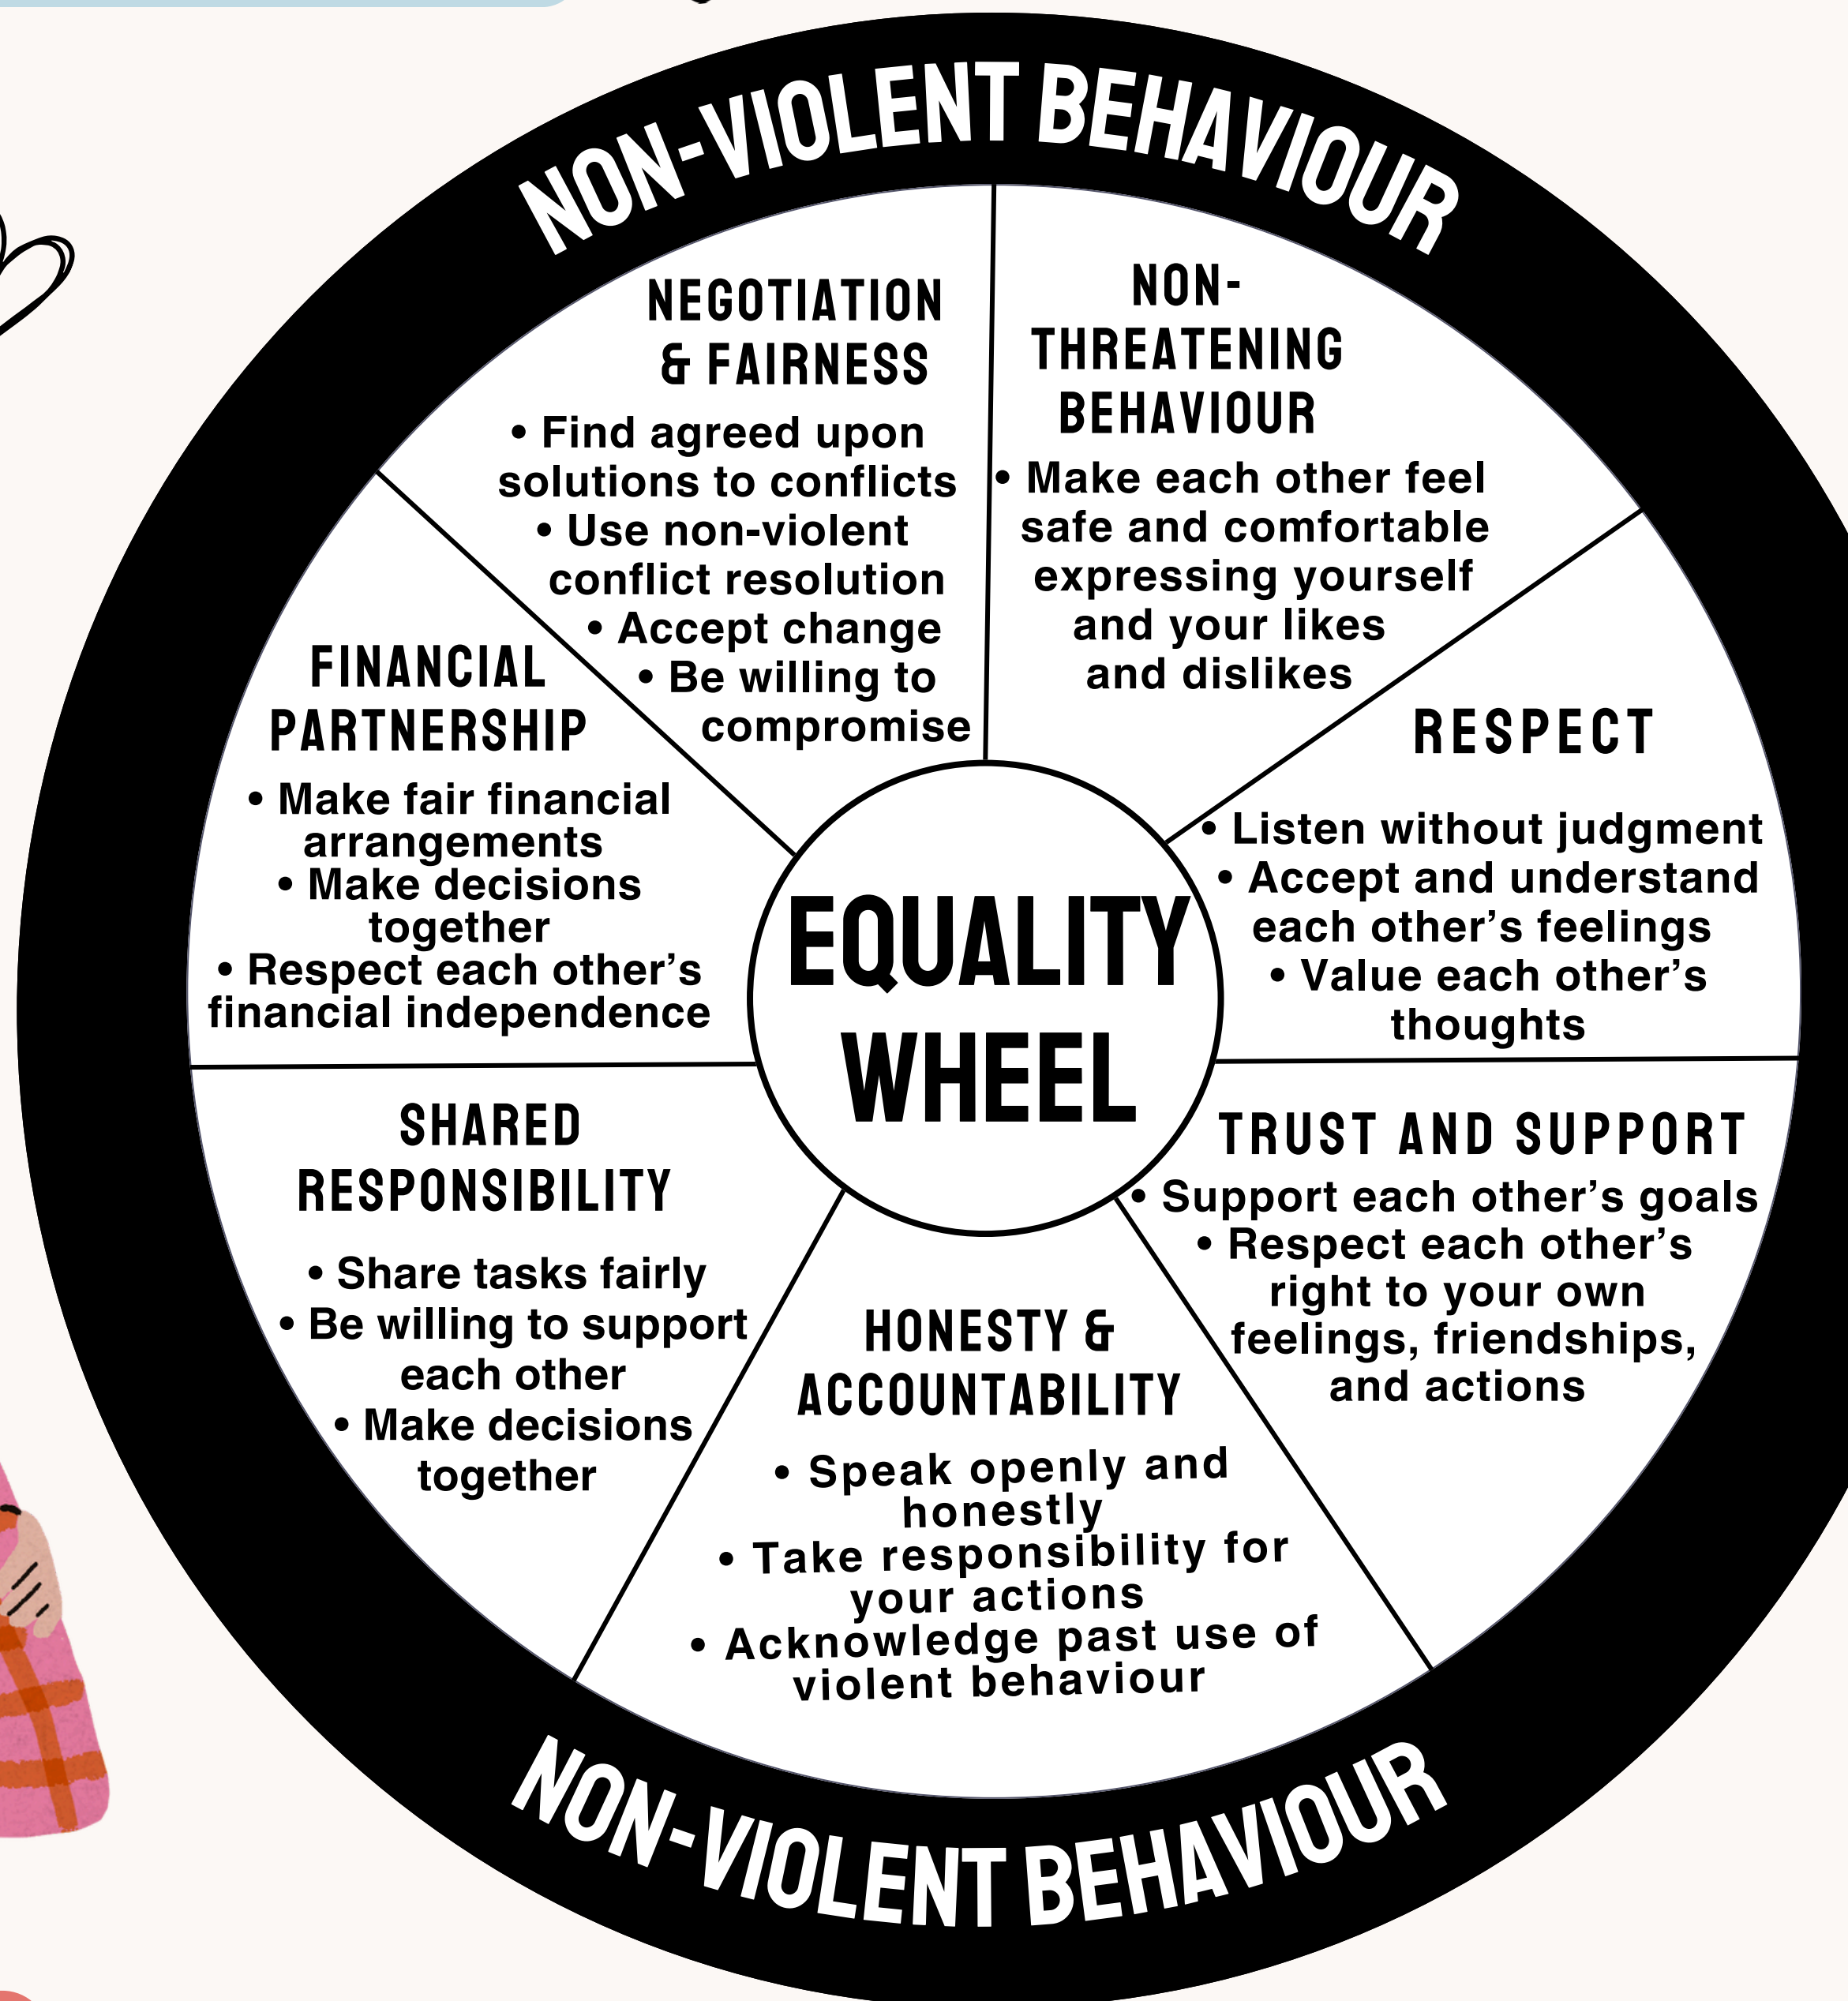 NON-VIOLENT BEHAVIOUR
NEGOTIATION
& FAIRNESS
• Find agreed upon
solutions to conflicts
• Use non-violent
conflict resolution
• Accept change
• Be willing to
compromise
NON-
THREATENING
BEHAVIOUR
• Make each other feel
safe and comfortable
expressing yourself
and your likes
and dislikes
RESPECT
• Listen without judgment
• Accept and understand
each other’s feelings
• Value each other’s
thoughts
FINANCIAL
PARTNERSHIP
• Make fair financial
arrangements
• Make decisions
together
• Respect each other’s
financial independence
EQUALITY
WHEEL
SHARED
RESPONSIBILITY
• Share tasks fairly
• Be willing to support
each other
• Make decisions
together
HONESTY &
ACCOUNTABILITY
• Speak openly and
honestly
• Take responsibility for
your actions
• Acknowledge past use of
violent behaviour
TRUST AND SUPPORT
• Support each other’s goals
• Respect each other’s
right to your own
feelings, friendships,
and actions
NON-VIOLENT BEHAVIOUR